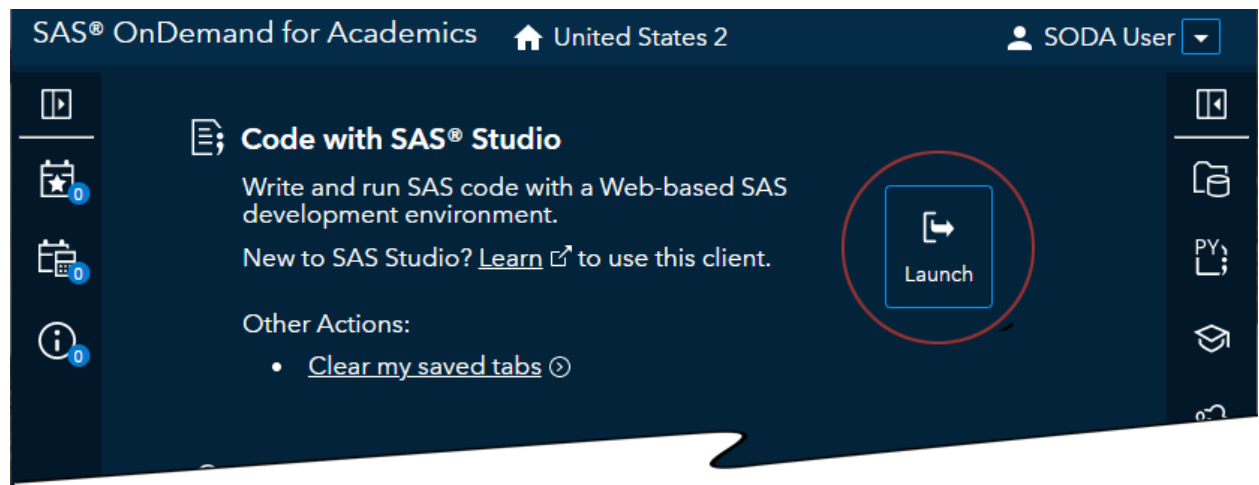 SAS® OnDemand for Academics United States 2 SODA User
Code with SAS® Studio
Write and run SAS code with a Web-based SAS
development environment.
New to SAS Studio? Learn to use this client.
Launch
Other Actions:
• Clear my saved tabs
0
0
0
PY;